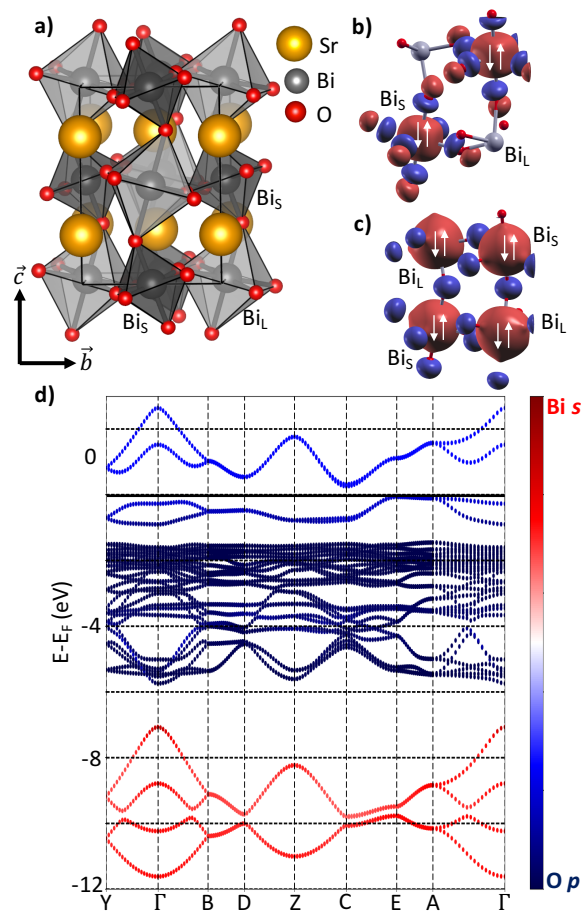 a)
Sr
Bi
O
Bi_S
Bi_S
Bi_L
c⃗
b⃗
b)
Bi_S
Bi_L
c)
Bi_S
Bi_L
Bi_L
Bi_S
d)
Bi s
0
-4
-8
-12
E-E_F (eV)
O p
Y Γ B D Z C E A Γ